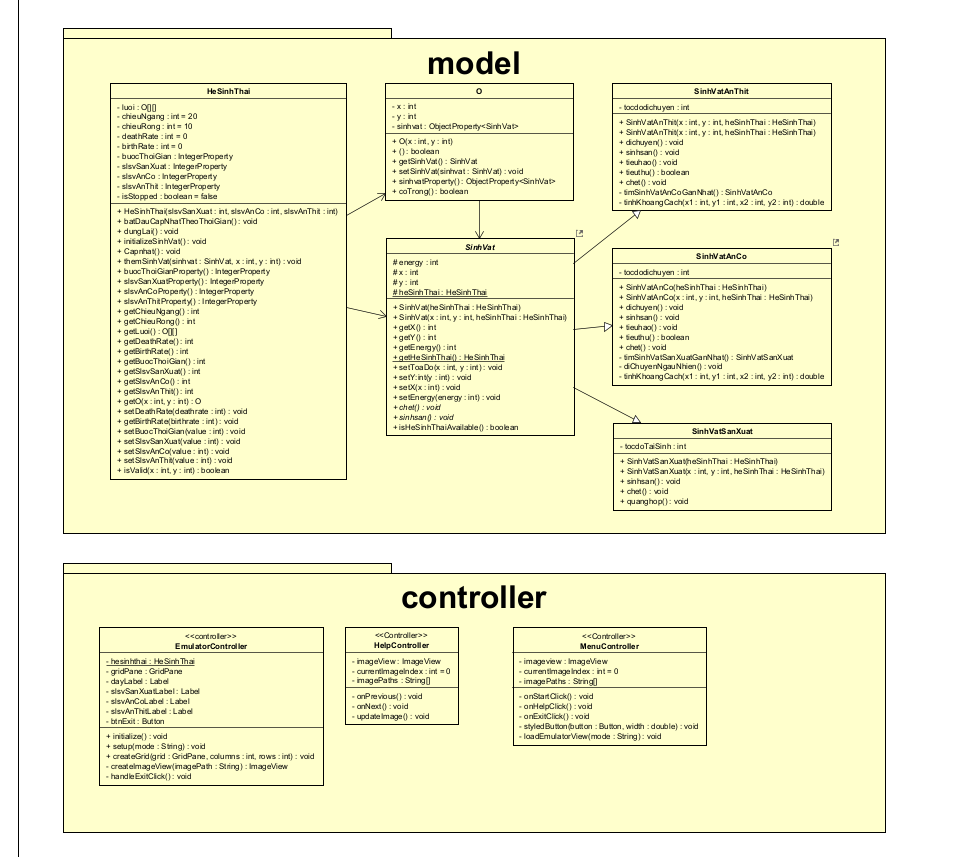 model
HeSinhThai
- luoi : O[][]
- chieuNgang : int = 20
- chieuRong : int = 10
- deathRate : int = 0
- birthRate : int = 0
- buocThoiGian : IntegerProperty
- slsvSanXuat : IntegerProperty
- slsvAnCo : IntegerProperty
- slsvAnThit : IntegerProperty
- isStopped : boolean = false
+ HeSinhThai(slsvSanXuat : int, slsvAnCo : int, slsvAnThit : int)
+ batDauCapNhatTheoThoiGian() : void
+ dungLai() : void
+ initializeSinhVat() : void
+ Capnhat() : void
+ themSinhVat(sinhvat : SinhVat, x : int, y : int) : void
+ buocThoiGianProperty() : IntegerProperty
+ slsvSanXuatProperty() : IntegerProperty
+ slsvAnCoProperty() : IntegerProperty
+ slsvAnThitProperty() : IntegerProperty
+ getChieuNgang() : int
+ getChieuRong() : int
+ getLuoi() : O[][]
+ getDeathRate() : int
+ getBirthRate() : int
+ getBuocThoiGian() : int
+ getSlsvSanXuat() : int
+ getSlsvAnCo() : int
+ getSlsvAnThit() : int
+ getO(x : int, y : int) : O
+ setDeathRate(deathrate : int) : void
+ getBirthRate(birthrate : int) : void
+ setBuocThoiGian(value : int) : void
+ setSlsvSanXuat(value : int) : void
+ setSlsvAnCo(value : int) : void
+ setSlsvAnThit(value : int) : void
+ isValid(x : int, y : int) : boolean
O
- x : int
- y : int
- sinhvat : ObjectProperty<SinhVat>
+ O(x : int, y : int)
+ () : boolean
+ getSinhVat() : SinhVat
+ setSinhVat(sinhvat : SinhVat) : void
+ sinhvatProperty() : ObjectProperty<SinhVat>
+ coTrong() : boolean
SinhVat
# energy : int
# x : int
# y : int
# heSinhThai : HeSinhThai
+ SinhVat(heSinhThai : HeSinhThai)
+ SinhVat(x : int, y : int, heSinhThai : HeSinhThai)
+ getX() : int
+ getY() : int
+ getEnergy() : int
+ getHeSinhThai() : HeSinhThai
+ setToaDo(x : int, y : int) : void
+ setY:int(y : int) : void
+ setX(x : int) : void
+ setEnergy(energy : int) : void
+ chet() : void
+ sinhsan() : void
+ isHeSinhThaiAvailable() : boolean
SinhVatAnThit
- tocdodichuyen : int
+ SinhVatAnThit(x : int, y : int, heSinhThai : HeSinhThai)
+ SinhVatAnThit(x : int, y : int, heSinhThai : HeSinhThai)
+ dichuyen() : void
+ sinhsan() : void
+ tieuhao() : void
+ tieuthu() : boolean
+ chet() : void
- timSinhVatAnCoGanNhat() : SinhVatAnCo
- tinhKhoangCach(x1 : int, y1 : int, x2 : int, y2 : int) : double
SinhVatAnCo
- tocdodichuyen : int
+ SinhVatAnCo(heSinhThai : HeSinhThai)
+ SinhVatAnCo(x : int, y : int, heSinhThai : HeSinhThai)
+ dichuyen() : void
+ sinhsan() : void
+ tieuhao() : void
+ tieuthu() : boolean
+ chet() : void
- timSinhVatSanXuatGanNhat() : SinhVatSanXuat
- diChuyenNgauNhien() : void
- tinhKhoangCach(x1 : int, y1 : int, x2 : int, y2 : int) : double
SinhVatSanXuat
- tocdoTaiSinh : int
+ SinhVatSanXuat(heSinhThai : HeSinhThai)
+ SinhVatSanXuat(x : int, y : int, heSinhThai : HeSinhThai)
+ sinhsan() : void
+ chet() : void
+ quanghop() : void
controller
<<controller>>
EmulatorController
- hesinhthai : HeSinhThai
- gridPane : GridPane
- dayLabel : Label
- slsvSanXuatLabel : Label
- slsvAnCoLabel : Label
- slsvAnThitLabel : Label
- btnExit : Button
+ initialize() : void
+ setup(mode : String) : void
+ createGrid(grid : GridPane, columns : int, rows : int) : void
- createImageView(imagePath : String) : ImageView
- handleExitClick() : void
<<Controller>>
HelpController
- imageView : ImageView
- currentImageIndex : int = 0
- imagePaths : String[]
- onPrevious() : void
- onNext() : void
- updateImage() : void
<<Controller>>
MenuController
- imageview : ImageView
- currentImageIndex : int = 0
- imagePaths : String[]
- onStartClick() : void
- onHelpClick() : void
- onExitClick() : void
- styledButton(button : Button, width : double) : void
- loadEmulatorView(mode : String) : void